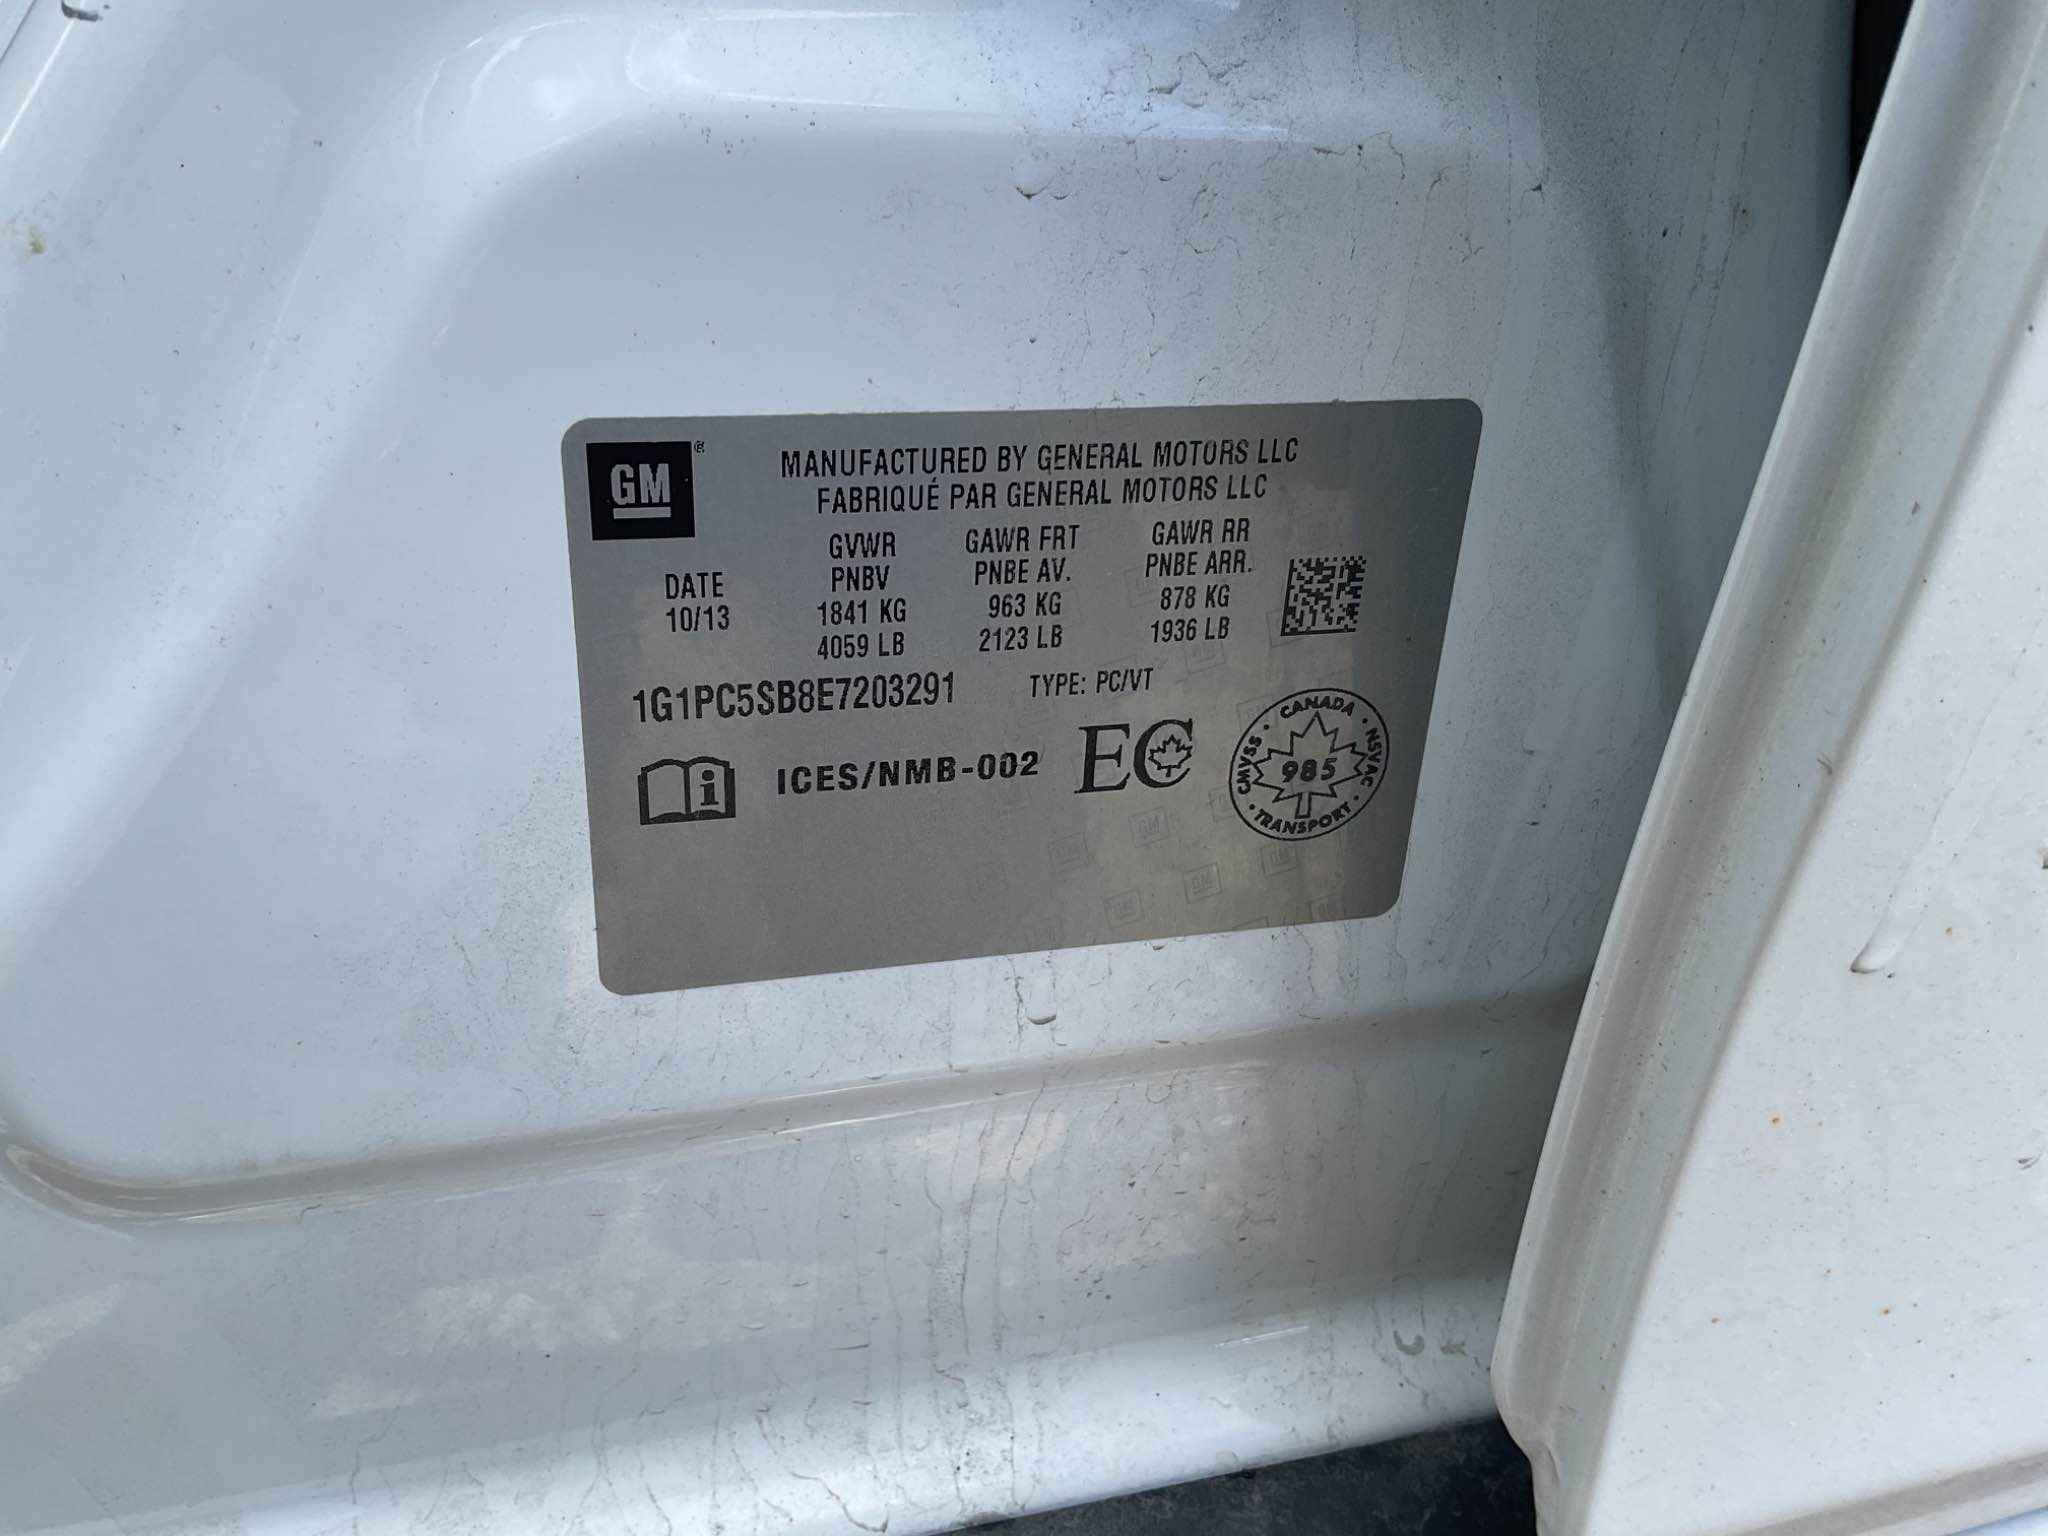 GM®
MANUFACTURED BY GENERAL MOTORS LLC
FABRIQUÉ PAR GENERAL MOTORS LLC
GVWR GAWR FRT GAWR RR
DATE PNBV PNBE AV. PNBE ARR.
10/13 1841 KG 963 KG 878 KG
4059 LB 2123 LB 1936 LB
1G1PC5SB8E7203291 TYPE: PC/VT
i ICES/NMB-002 EC
CANADA · NSVAC · TRANSPORT · CMVSS ·
985
GM
GM